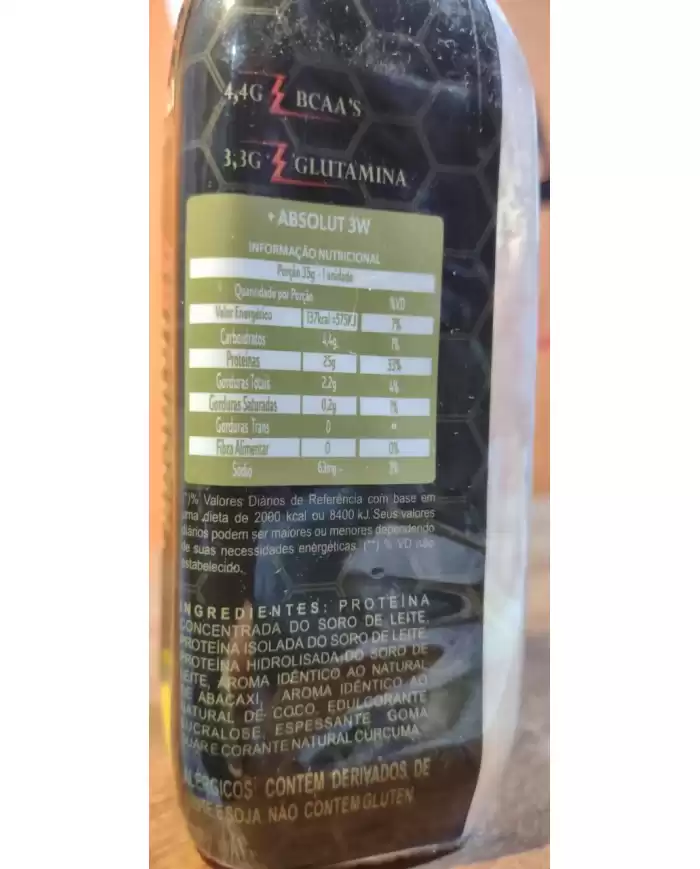 4,4G BCAA'S
3,3G GLUTAMINA
+ ABSOLUT 3W
INFORMAÇÃO NUTRICIONAL
Porção 35g - 1 unidade
Quantidade por Porção %VD
Valor Energético 137kcal =575KJ 7%
Carboidratos 4,4g. 1%
Proteínas 25g 33%
Gorduras Totais 2,2g 4%
Gorduras Saturadas 0,2g 1%
Gorduras Trans 0 **
Fibra Alimentar 0 0%
Sódio 63mg -
*)% Valores Diários de Referência com base em
uma dieta de 2000 kcal ou 8400 kJ. Seus valores
diários podem ser maiores ou menores dependendo
de suas necessidades energéticas. (**) % VD não
estabelecido.
INGREDIENTES: PROTEÍNA
CONCENTRADA DO SORO DE LEITE,
PROTEÍNA ISOLADA DO SORO DE LEITE
PROTEÍNA HIDROLISADA DO SORO DE
LEITE, AROMA IDÊNTICO AO NATURAL
DE ABACAXI, AROMA IDÊNTICO AO
NATURAL DE COCO, EDULCORANTE
SUCRALOSE, ESPESSANTE GOMA
GUAR E CORANTE NATURAL CÚRCUMA
ALÉRGICOS CONTÉM DERIVADOS DE
LEITE E SOJA NÃO CONTEM GLUTEN